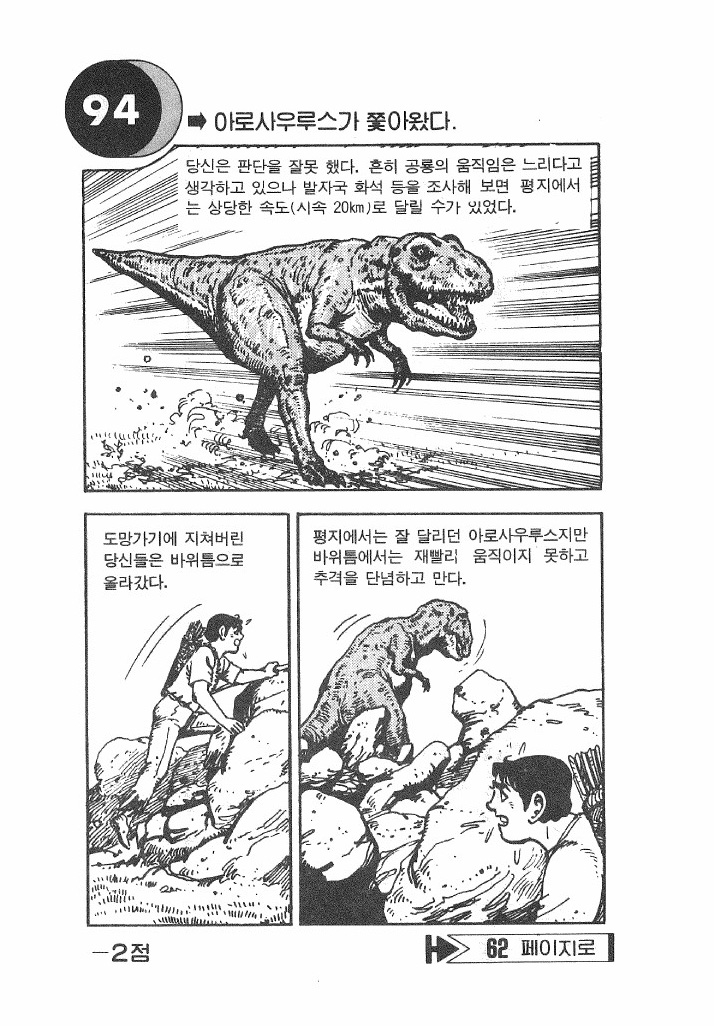 94
➡ 아로사우루스가 쫓아왔다.
당신은 판단을 잘못 했다. 흔히 공룡의 움직임은 느리다고
생각하고 있으나 발자국 화석 등을 조사해 보면 평지에서
는 상당한 속도(시속 20km)로 달릴 수가 있었다.
도망가기에 지쳐버린
당신들은 바위틈으로
올라갔다.
평지에서는 잘 달리던 아로사우루스지만
바위틈에서는 재빨리 움직이지 못하고
추격을 단념하고 만다.
－2점
62 페이지로